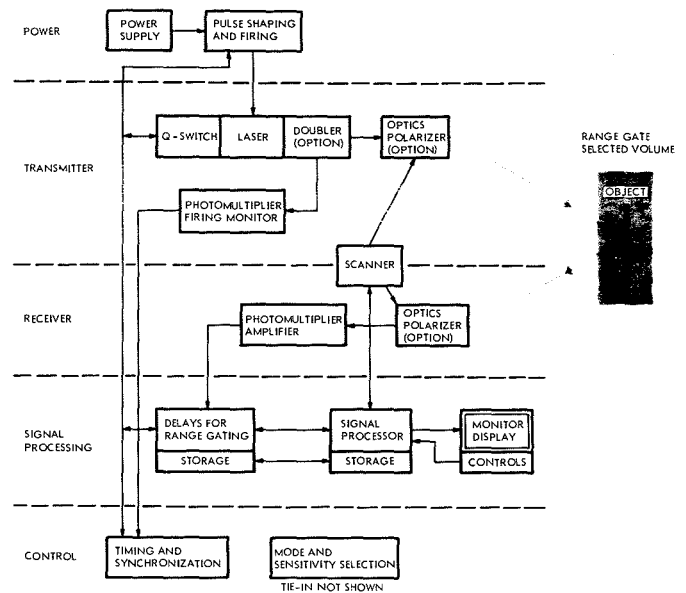 POWER
POWER
SUPPLY
PULSE SHAPING
AND FIRING
TRANSMITTER
Q-SWITCH
LASER
DOUBLER
(OPTION)
OPTICS
POLARIZER
(OPTION)
RANGE GATE
SELECTED VOLUME
OBJECT
PHOTOMULTIPLIER
FIRING MONITOR
SCANNER
RECEIVER
PHOTOMULTIPLIER
AMPLIFIER
OPTICS
POLARIZER
(OPTION)
SIGNAL
PROCESSING
DELAYS FOR
RANGE GATING
STORAGE
SIGNAL
PROCESSOR
STORAGE
MONITOR
DISPLAY
CONTROLS
CONTROL
TIMING AND
SYNCHRONIZATION
MODE AND
SENSITIVITY SELECTION
TIE-IN NOT SHOWN